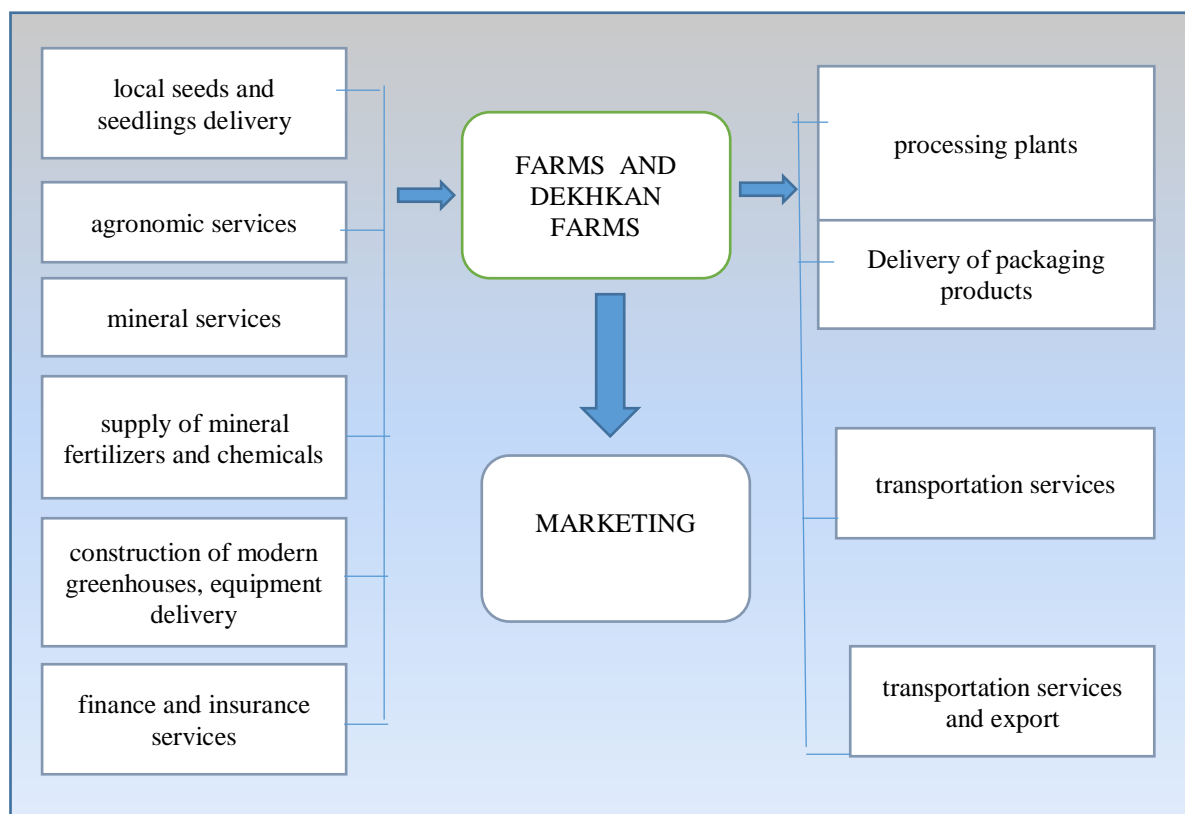 local seeds and
seedlings delivery
agronomic services
mineral services
supply of mineral
fertilizers and chemicals
construction of modern
greenhouses, equipment
delivery
finance and insurance
services
FARMS AND
DEKHKAN
FARMS
MARKETING
processing plants
Delivery of packaging
products
transportation services
transportation services
and export